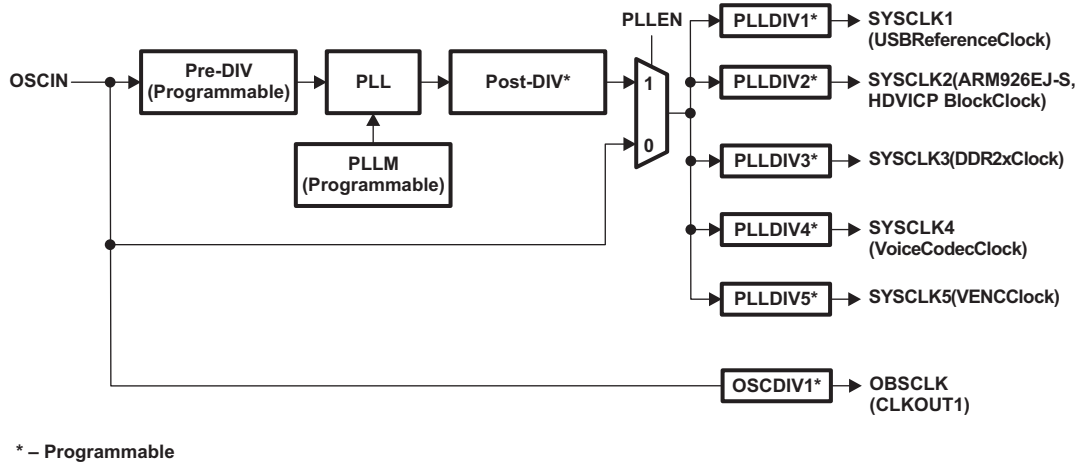 PLLEN
OSCIN
Pre-DIV
(Programmable)
PLL
Post-DIV*
1
0
PLLM
(Programmable)
PLLDIV1*
SYSCLK1
(USBReferenceClock)
PLLDIV2*
SYSCLK2(ARM926EJ-S,
HDVICP BlockClock)
PLLDIV3*
SYSCLK3(DDR2xClock)
PLLDIV4*
SYSCLK4
(VoiceCodecClock)
PLLDIV5*
SYSCLK5(VENCClock)
OSCDIV1*
OBSCLK
(CLKOUT1)
* – Programmable